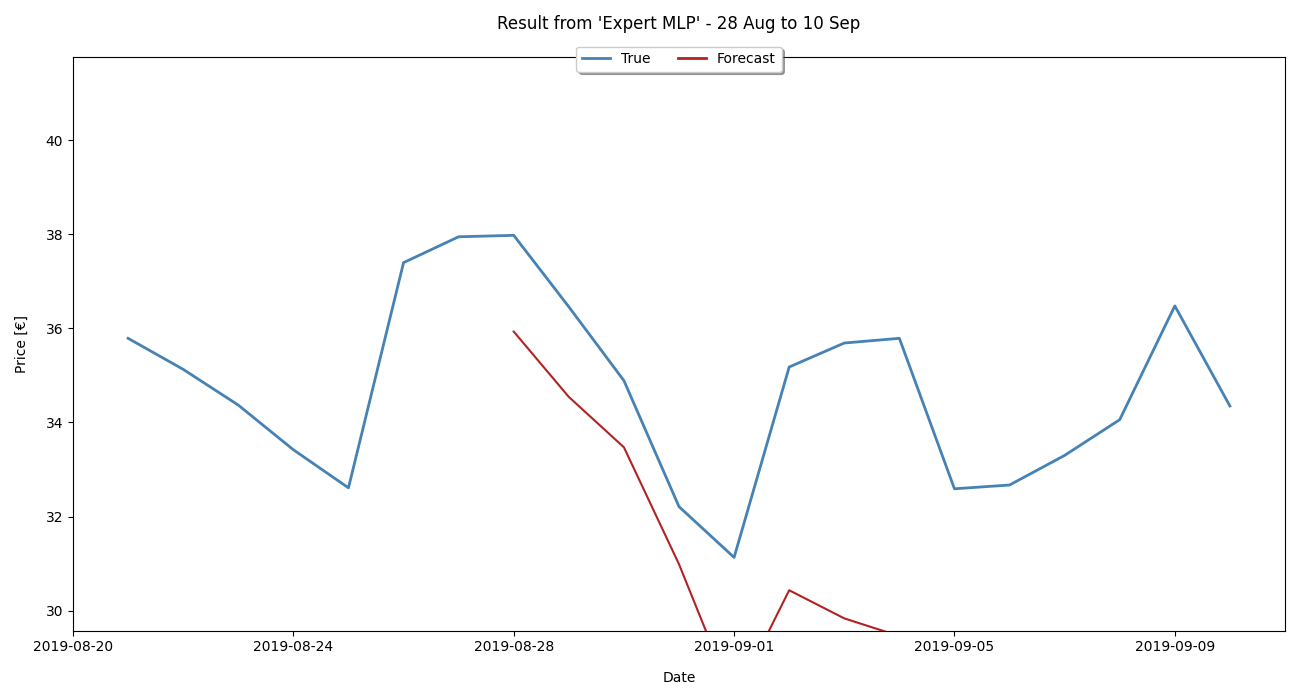 Result from 'Expert MLP' - 28 Aug to 10 Sep
True
Forecast
40
38
36
34
32
30
Price [€]
2019-08-20
2019-08-24
2019-08-28
2019-09-01
2019-09-05
2019-09-09
Date